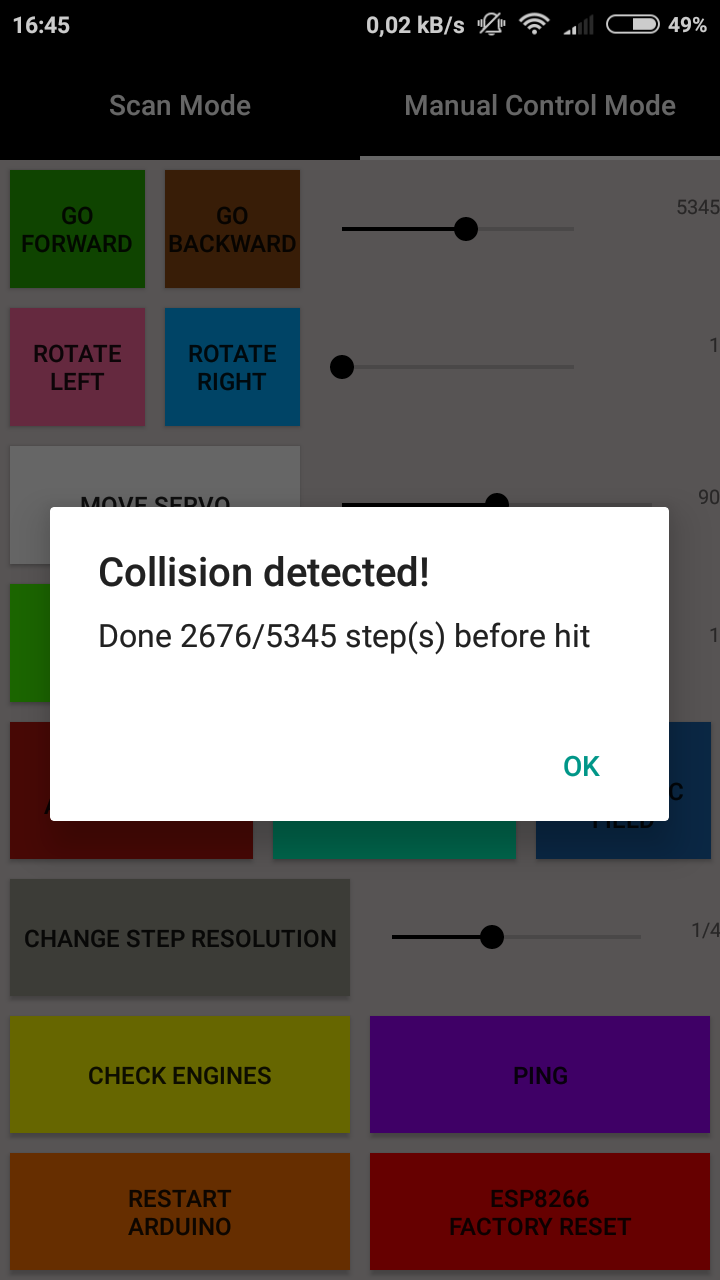 16:45 0,02 kB/s 49%
Scan Mode Manual Control Mode
GO
FORWARD
GO
BACKWARD
5345
ROTATE
LEFT
ROTATE
RIGHT
1
MOVE SERVO
90
Collision detected!
Done 2676/5345 step(s) before hit
1
OK
CHANGE STEP RESOLUTION
1/4
CHECK ENGINES
PING
RESTART
ARDUINO
ESP8266
FACTORY RESET